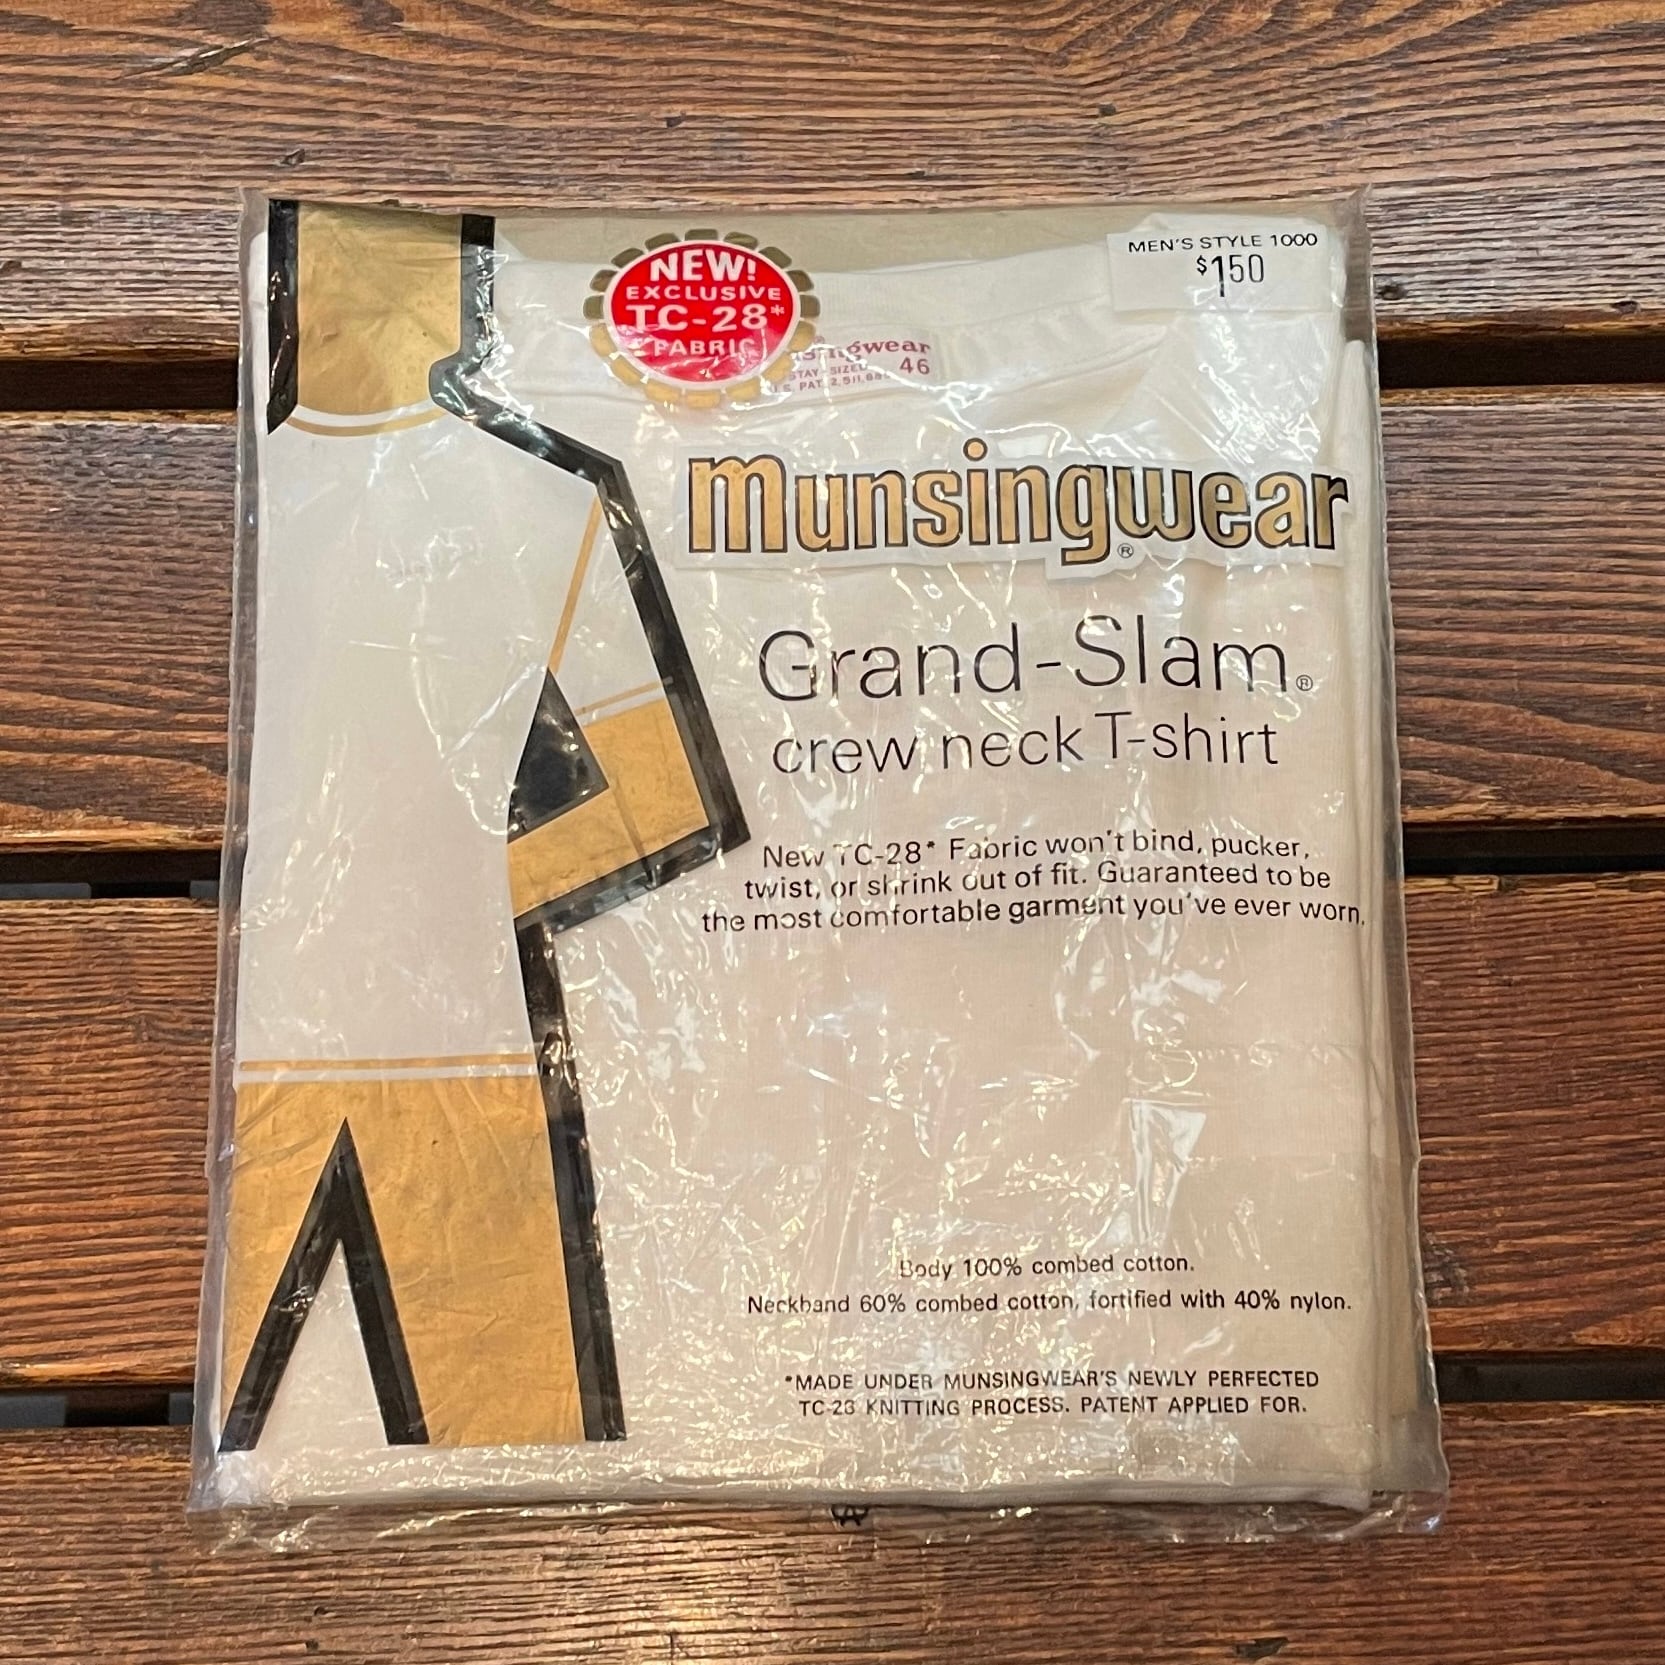 MEN'S STYLE 1000
$150
NEW!
EXCLUSIVE
TC-28*
FABRIC
46
Munsingwear®
Grand-Slam®
crew neck T-shirt
New TC-28* Fabric won't bind, pucker,
twist, or shrink out of fit. Guaranteed to be
the most comfortable garment you've ever worn.
Body 100% combed cotton.
Neckband 60% combed cotton, fortified with 40% nylon.
*MADE UNDER MUNSINGWEAR'S NEWLY PERFECTED
TC-28 KNITTING PROCESS. PATENT APPLIED FOR.